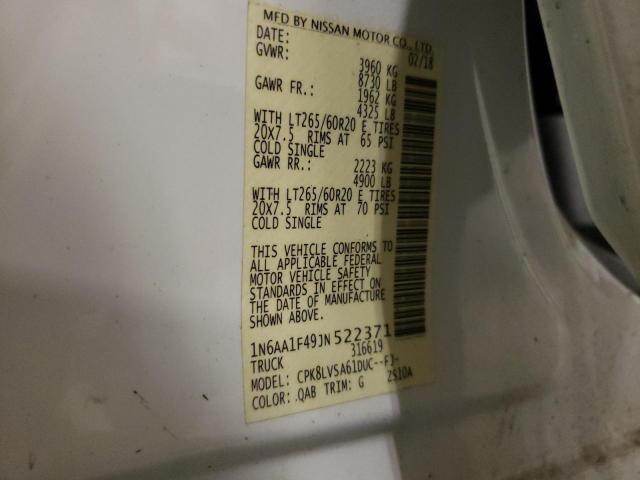 MFD BY NISSAN MOTOR CO., LTD.
DATE: 02/18
GVWR: 3960 KG
8730 LB
GAWR FR.: 1962 KG
4325 LB
WITH LT265/60R20 E TIRES
20X7.5 RIMS AT 65 PSI
COLD SINGLE
GAWR RR.: 2223 KG
4900 LB
WITH LT265/60R20 E TIRES
20X7.5 RIMS AT 70 PSI
COLD SINGLE
THIS VEHICLE CONFORMS TO
ALL APPLICABLE FEDERAL
MOTOR VEHICLE SAFETY
STANDARDS IN EFFECT ON
THE DATE OF MANUFACTURE
SHOWN ABOVE.
1N6AA1F49JN522371
TRUCK 316619
MODEL: CPK8LVSA61DUC--FJ-
COLOR: QAB TRIM: G 2S10A